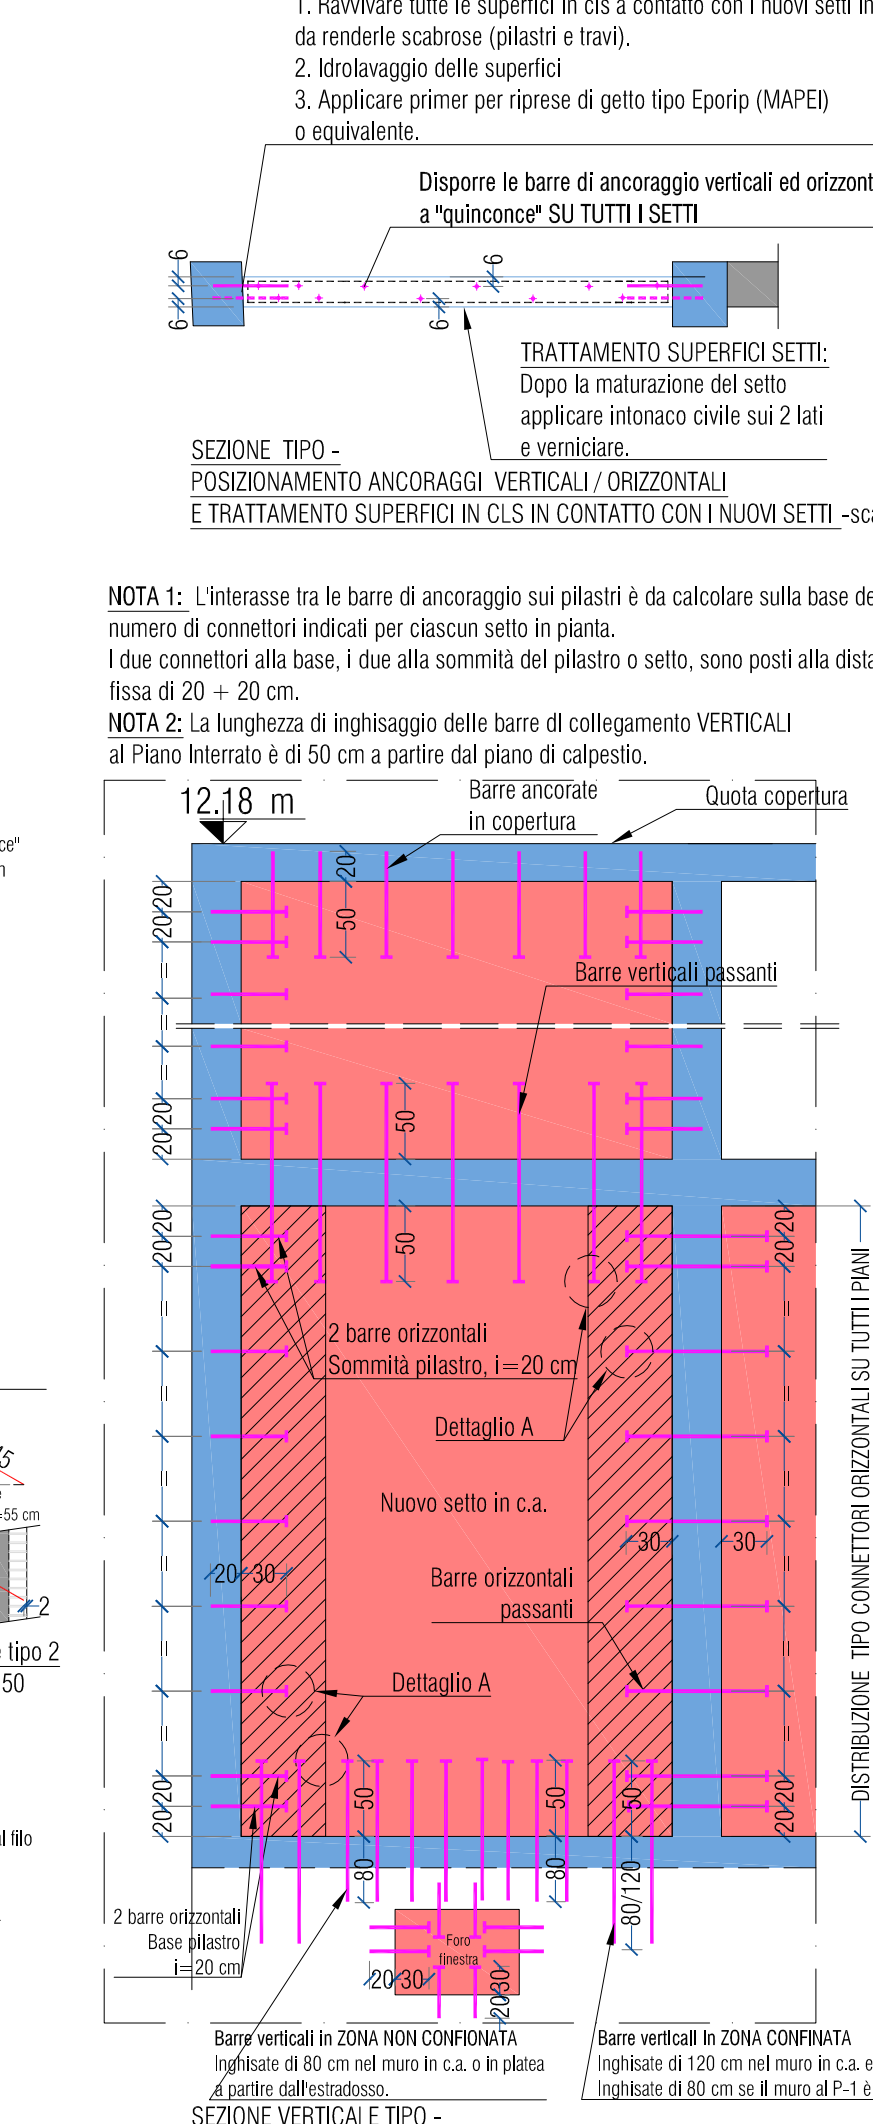 1. Ravvivare tutte le superfici in cls a contatto con i nuovi setti in
da renderle scabrose (pilastri e travi).
2. Idrolavaggio delle superfici
3. Applicare primer per riprese di getto tipo Eporip (MAPEI)
o equivalente.
Disporre le barre di ancoraggio verticali ed orizzont
a "quinconce" SU TUTTI I SETTI
6
6
6
6
TRATTAMENTO SUPERFICI SETTI:
Dopo la maturazione del setto
applicare intonaco civile sui 2 lati
e verniciare.
SEZIONE TIPO -
POSIZIONAMENTO ANCORAGGI VERTICALI / ORIZZONTALI
E TRATTAMENTO SUPERFICI IN CLS IN CONTATTO CON I NUOVI SETTI -sca
NOTA 1: L'interasse tra le barre di ancoraggio sui pilastri è da calcolare sulla base de
numero di connettori indicati per ciascun setto in pianta.
I due connettori alla base, i due alla sommità del pilastro o setto, sono posti alla dista
fissa di 20 + 20 cm.
NOTA 2: La lunghezza di inghisaggio delle barre di collegamento VERTICALI
al Piano Interrato è di 50 cm a partire dal piano di calpestio.
12.18 m
Barre ancorate
in copertura
Quota copertura
ce"
20
50
2020
=
Barre verticali passanti
=
2020
50
2020
50
2020
=
=
=
=
=
=
=
=
=
=
2 barre orizzontali
Sommità pilastro, i=20 cm
Dettaglio A
Nuovo setto in c.a.
30
30
20
30
Barre orizzontali
passanti
Dettaglio A
DISTRIBUZIONE TIPO CONNETTORI ORIZZONTALI SU TUTTI I PIANI
=55 cm
2
e tipo 2
50
al filo
2020
50
80
50
80
50
80/120
2020
2 barre orizzontali
Base pilastro
i=20 cm
Foro
finestra
20
30
20
30
Barre verticali in ZONA NON CONFIONATA
Inghisate di 80 cm nel muro in c.a. o in platea
a partire dall'estradosso.
Barre verticali In ZONA CONFINATA
Inghisate di 120 cm nel muro in c.a. e
Inghisate di 80 cm se il muro al P-1 è
SEZIONE VERTICALE TIPO -